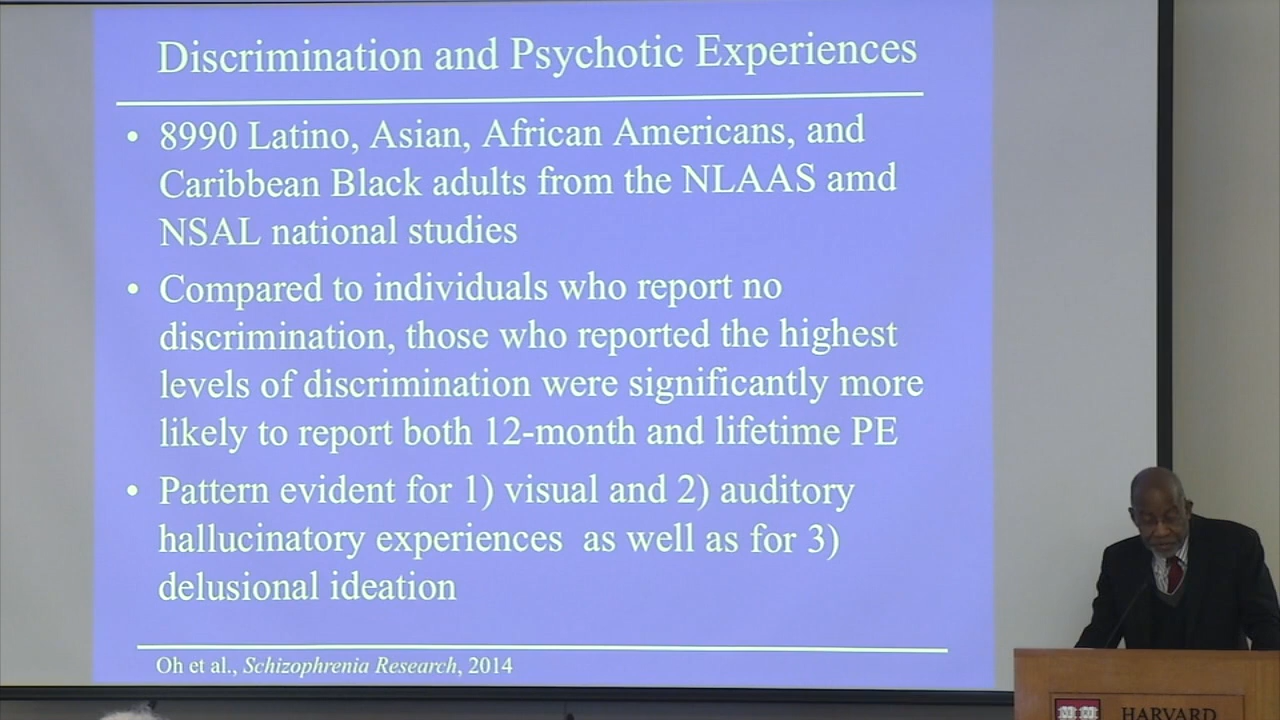 Discrimination and Psychotic Experiences
• 8990 Latino, Asian, African Americans, and
Caribbean Black adults from the NLAAS amd
NSAL national studies
• Compared to individuals who report no
discrimination, those who reported the highest
levels of discrimination were significantly more
likely to report both 12-month and lifetime PE
• Pattern evident for 1) visual and 2) auditory
hallucinatory experiences as well as for 3)
delusional ideation
Oh et al., Schizophrenia Research, 2014
HARVARD